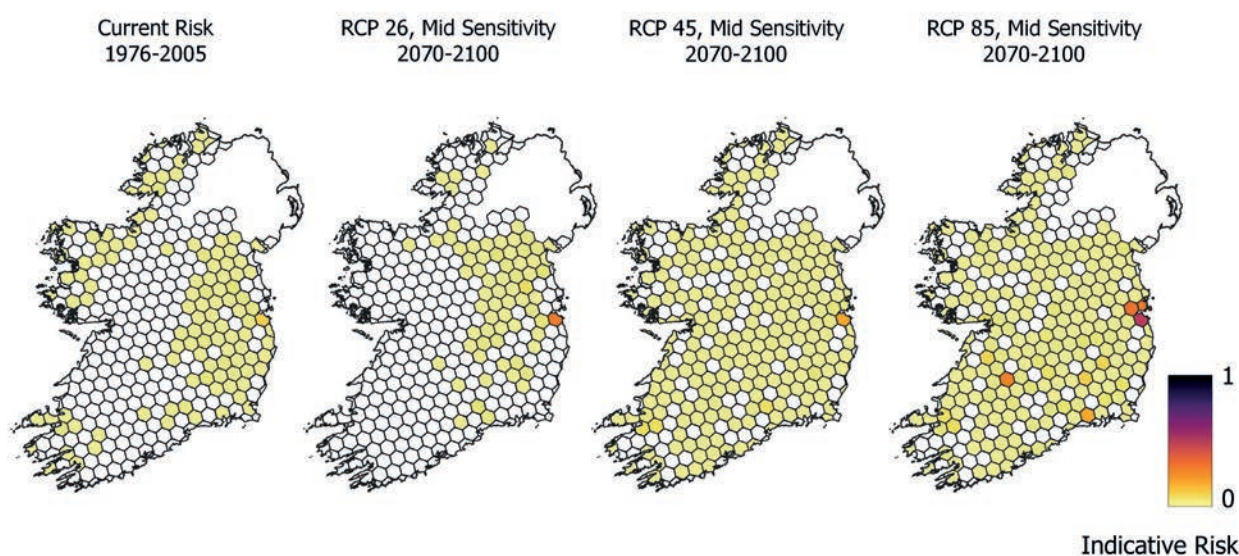 Current Risk
1976-2005
RCP 26, Mid Sensitivity
2070-2100
RCP 45, Mid Sensitivity
2070-2100
RCP 85, Mid Sensitivity
2070-2100
1
0
Indicative Risk